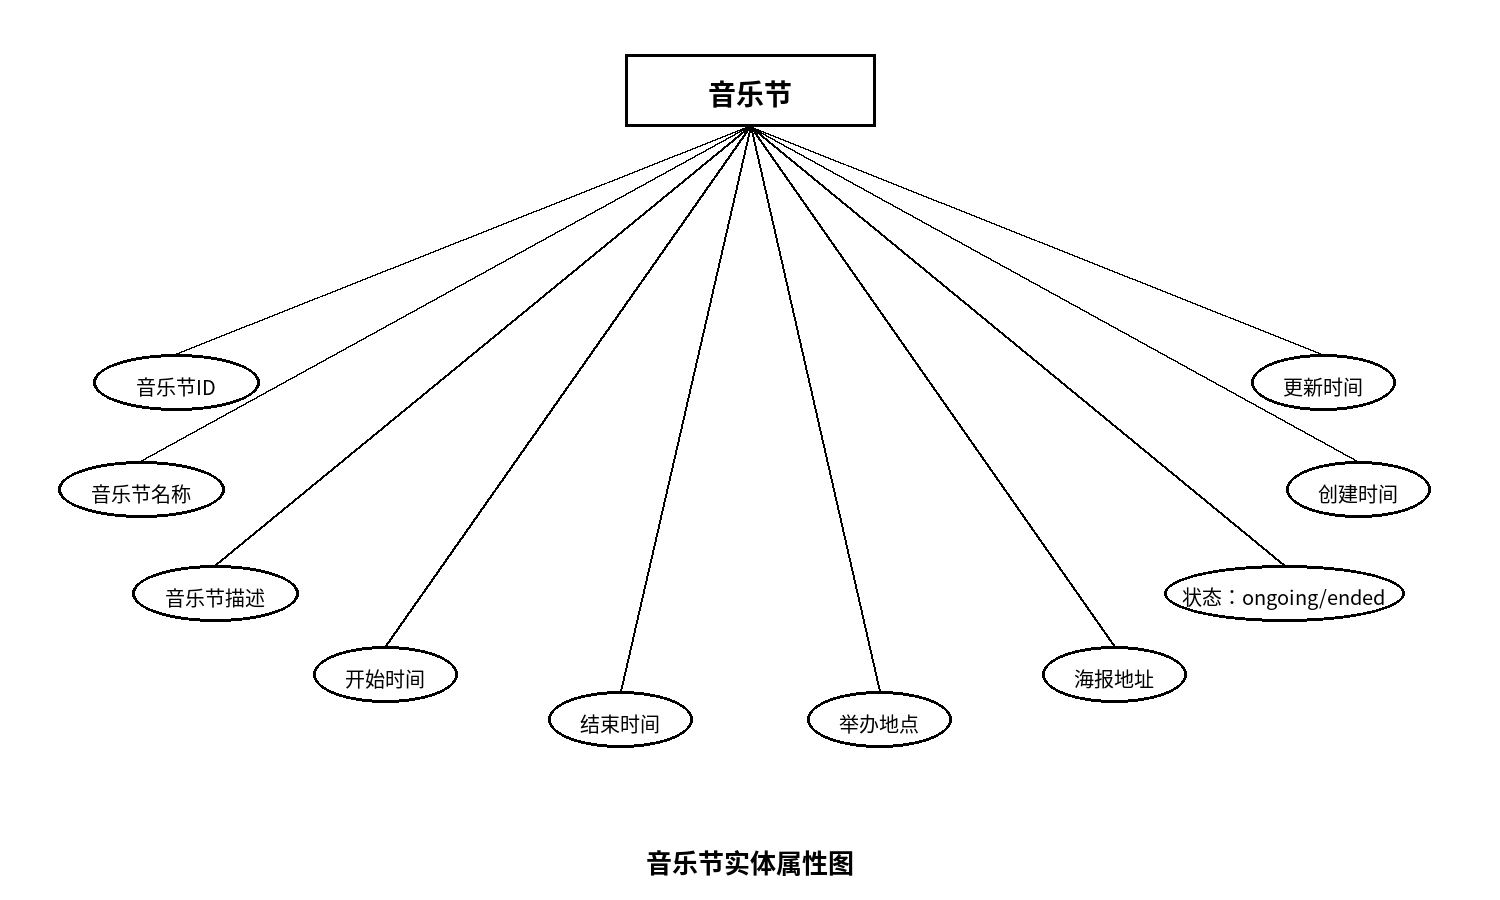 音乐节
音乐节ID
更新时间
音乐节名称
创建时间
音乐节描述
状态：ongoing/ended
开始时间
海报地址
结束时间
举办地点
音乐节实体属性图